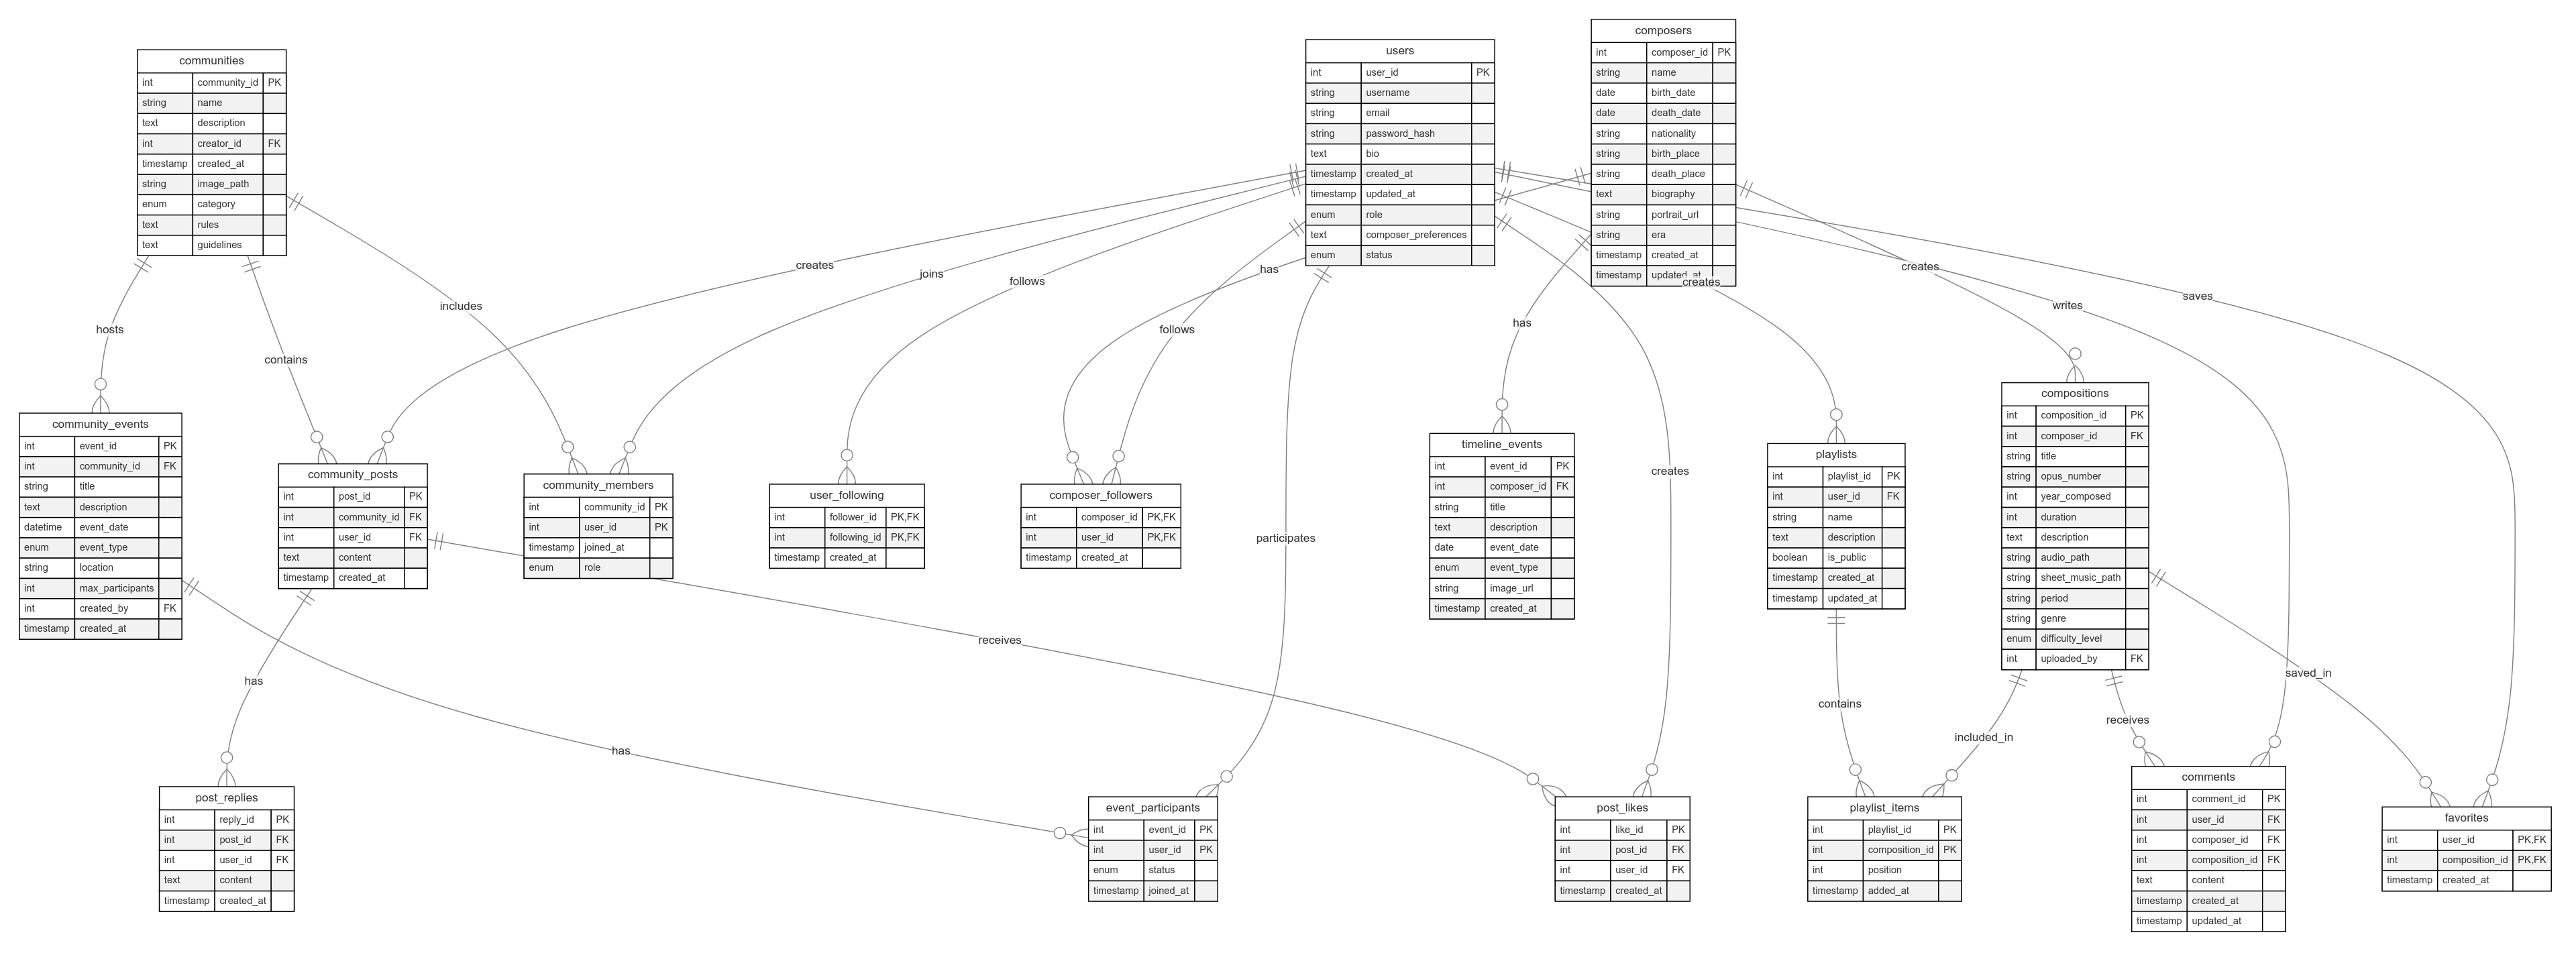 communities
int community_id PK
string name
text description
int creator_id FK
timestamp created_at
string image_path
enum category
text rules
text guidelines
users
int user_id PK
string username
string email
string password_hash
text bio
timestamp created_at
timestamp updated_at
enum role
text composer_preferences
enum status
composers
int composer_id PK
string name
date birth_date
date death_date
string nationality
string birth_place
string death_place
text biography
string portrait_url
string era
timestamp created_at
timestamp updated_at
creates
joins
follows
has
follows
includes
hosts
contains
has
creates
creates
writes
saves
community_events
int event_id PK
int community_id FK
string title
text description
datetime event_date
enum event_type
string location
int max_participants
int created_by FK
timestamp created_at
community_posts
int post_id PK
int community_id FK
int user_id FK
text content
timestamp created_at
community_members
int community_id PK
int user_id PK
timestamp joined_at
enum role
user_following
int follower_id PK,FK
int following_id PK,FK
timestamp created_at
composer_followers
int composer_id PK,FK
int user_id PK,FK
timestamp created_at
participates
timeline_events
int event_id PK
int composer_id FK
string title
text description
date event_date
enum event_type
string image_url
timestamp created_at
creates
playlists
int playlist_id PK
int user_id FK
string name
text description
boolean is_public
timestamp created_at
timestamp updated_at
compositions
int composition_id PK
int composer_id FK
string title
string opus_number
int year_composed
int duration
text description
string audio_path
string sheet_music_path
string period
string genre
enum difficulty_level
int uploaded_by FK
receives
has
has
contains
included_in
receives
saved_in
post_replies
int reply_id PK
int post_id FK
int user_id FK
text content
timestamp created_at
event_participants
int event_id PK
int user_id PK
enum status
timestamp joined_at
post_likes
int like_id PK
int post_id FK
int user_id FK
timestamp created_at
playlist_items
int playlist_id PK
int composition_id PK
int position
timestamp added_at
comments
int comment_id PK
int user_id FK
int composer_id FK
int composition_id FK
text content
timestamp created_at
timestamp updated_at
favorites
int user_id PK,FK
int composition_id PK,FK
timestamp created_at